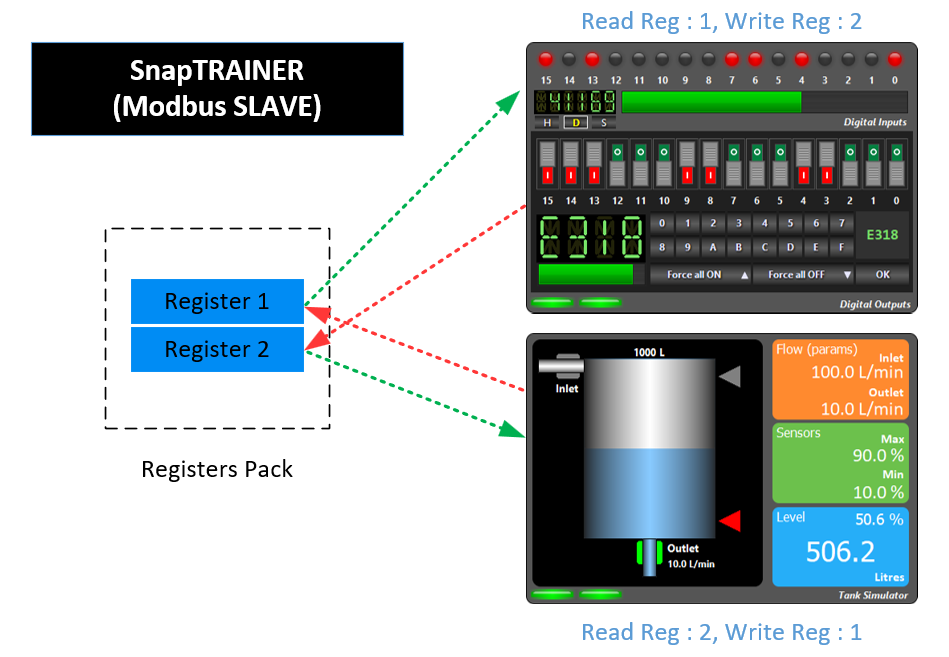 Read Reg : 1, Write Reg : 2
SnapTRAINER
(Modbus SLAVE)
15 14 13 12 11 10 9 8 7 6 5 4 3 2 1 0
41169
H D S
Digital Inputs
15 14 13 12 11 10 9 8 7 6 5 4 3 2 1 0
E318
0 1 2 3 4 5 6 7
E318
8 9 A B C D E F
Force all ON ▲ Force all OFF ▼ OK
Digital Outputs
Register 1
Register 2
Registers Pack
1000 L
Inlet
Outlet
10.0 L/min
Flow (params)
Inlet
100.0 L/min
Outlet
10.0 L/min
Sensors
Max
90.0 %
Min
10.0 %
Level 50.6 %
506.2
Litres
Tank Simulator
Read Reg : 2, Write Reg : 1